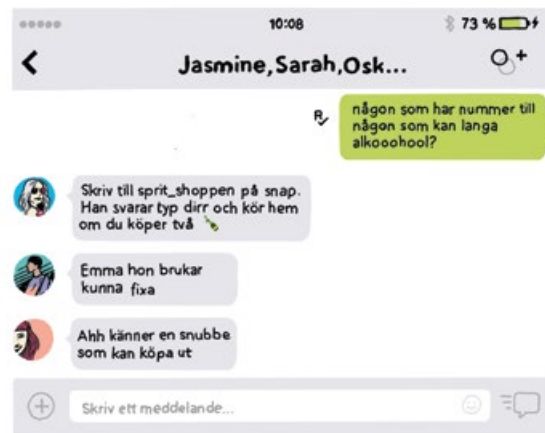 10:08
73 %
Jasmine,Sarah,Osk...
någon som har nummer till
någon som kan langa
alkooohool?
Skriv till sprit_shoppen på snap.
Han svarar typ dirr och kör hem
om du köper två
Emma hon brukar
kunna fixa
Ahh känner en snubbe
som kan köpa ut
Skriv ett meddelande...